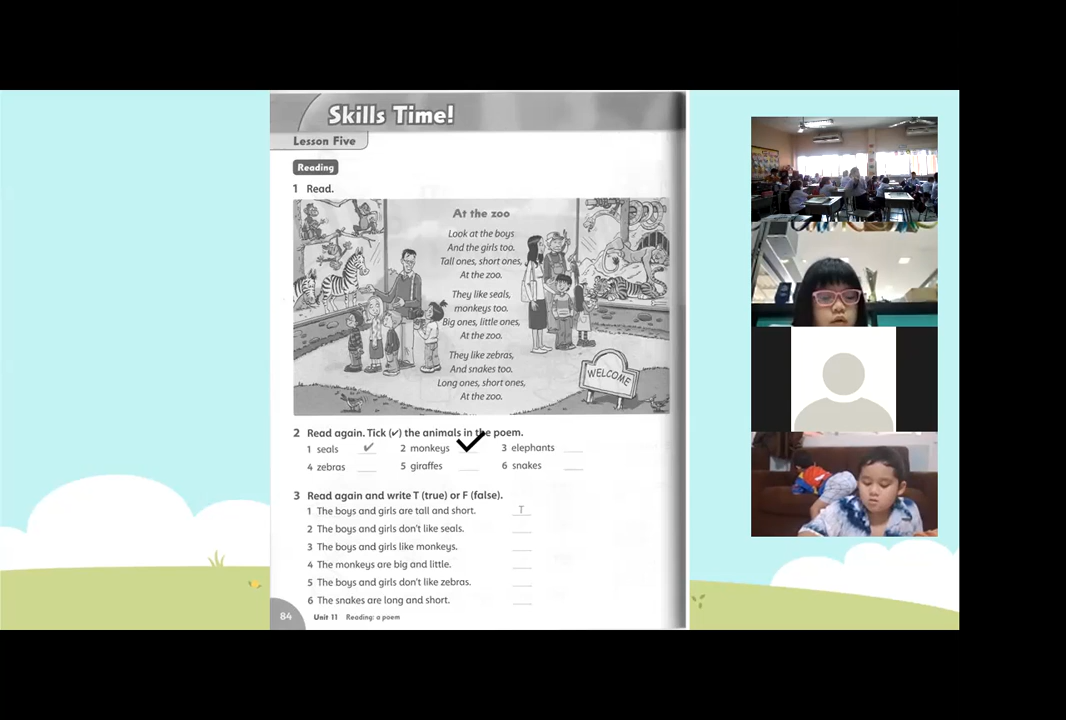 Skills Time!
Lesson Five
Reading
1 Read.
At the zoo
Look at the boys
And the girls too.
Tall ones, short ones,
At the zoo.
They like seals,
monkeys too.
Big ones, little ones,
At the zoo.
They like zebras,
And snakes too.
Long ones, short ones,
At the zoo.
WELCOME
2 Read again. Tick (✔) the animals in the poem.
1 seals ✔ 2 monkeys ✔ 3 elephants
4 zebras 5 giraffes 6 snakes
3 Read again and write T (true) or F (false).
1 The boys and girls are tall and short. T
2 The boys and girls don't like seals.
3 The boys and girls like monkeys.
4 The monkeys are big and little.
5 The boys and girls don't like zebras.
6 The snakes are long and short.
84 Unit 11 Reading: a poem